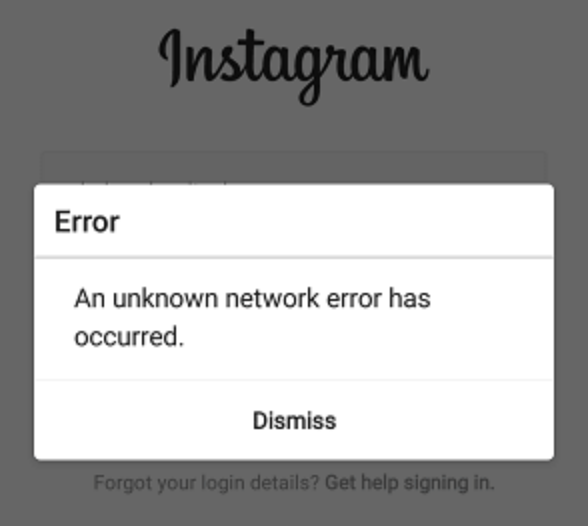 Instagram
Error
An unknown network error has
occurred.
Dismiss
Forgot your login details? Get help signing in.